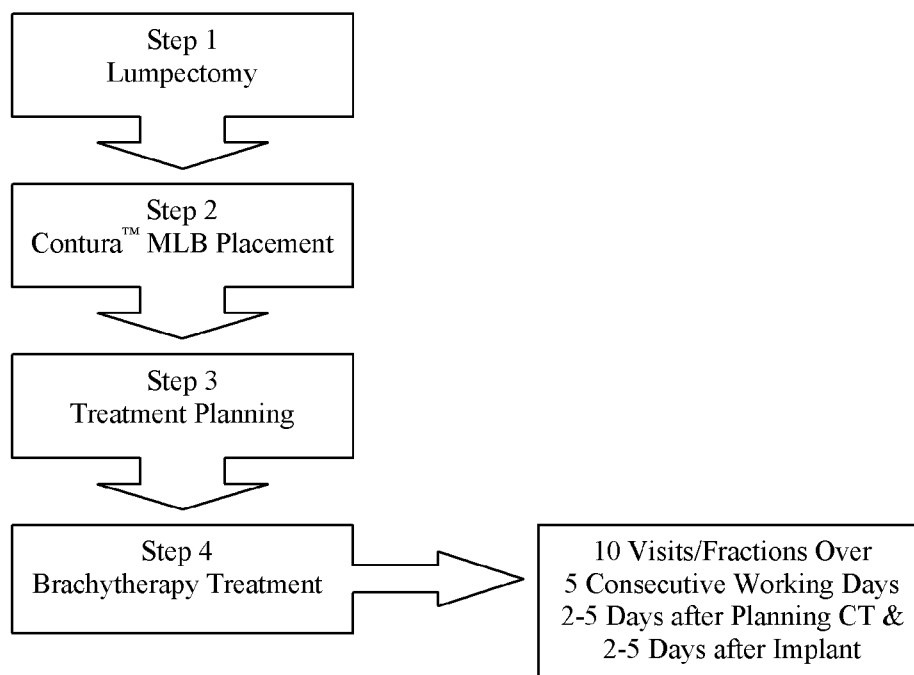 Step 1
Lumpectomy
Step 2
Contura™ MLB Placement
Step 3
Treatment Planning
Step 4
Brachytherapy Treatment
10 Visits/Fractions Over
5 Consecutive Working Days
2-5 Days after Planning CT &
2-5 Days after Implant